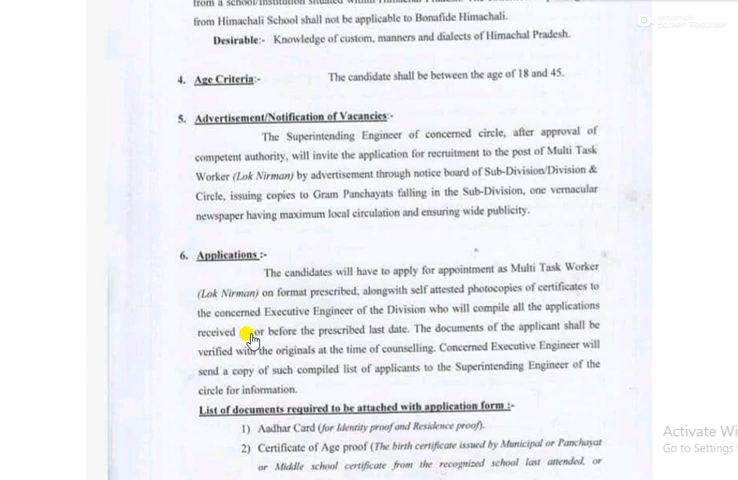 from a school/Institution situated within Himachal Pradesh.
from Himachali School shall not be applicable to Bonafide Himachali.
Desirable:- Knowledge of custom, manners and dialects of Himachal Pradesh.
4. Age Criteria:- The candidate shall be between the age of 18 and 45.
5. Advertisement/Notification of Vacancies:-
The Superintending Engineer of concerned circle, after approval of
competent authority, will invite the application for recruitment to the post of Multi Task
Worker (Lok Nirman) by advertisement through notice board of Sub-Division/Division &
Circle, issuing copies to Gram Panchayats falling in the Sub-Division, one vernacular
newspaper having maximum local circulation and ensuring wide publicity.
6. Applications :-
The candidates will have to apply for appointment as Multi Task Worker
(Lok Nirman) on format prescribed, alongwith self attested photocopies of certificates to
the concerned Executive Engineer of the Division who will compile all the applications
received or before the prescribed last date. The documents of the applicant shall be
verified with the originals at the time of counselling. Concerned Executive Engineer will
send a copy of such compiled list of applicants to the Superintending Engineer of the
circle for information.
List of documents required to be attached with application form :-
1) Aadhar Card (for Identity proof and Residence proof).
2) Certificate of Age proof (The birth certificate issued by Municipal or Panchayat
or Middle school certificate from the recognized school last attended, or
Screen Recorder
Activate Wi
Go to Settings